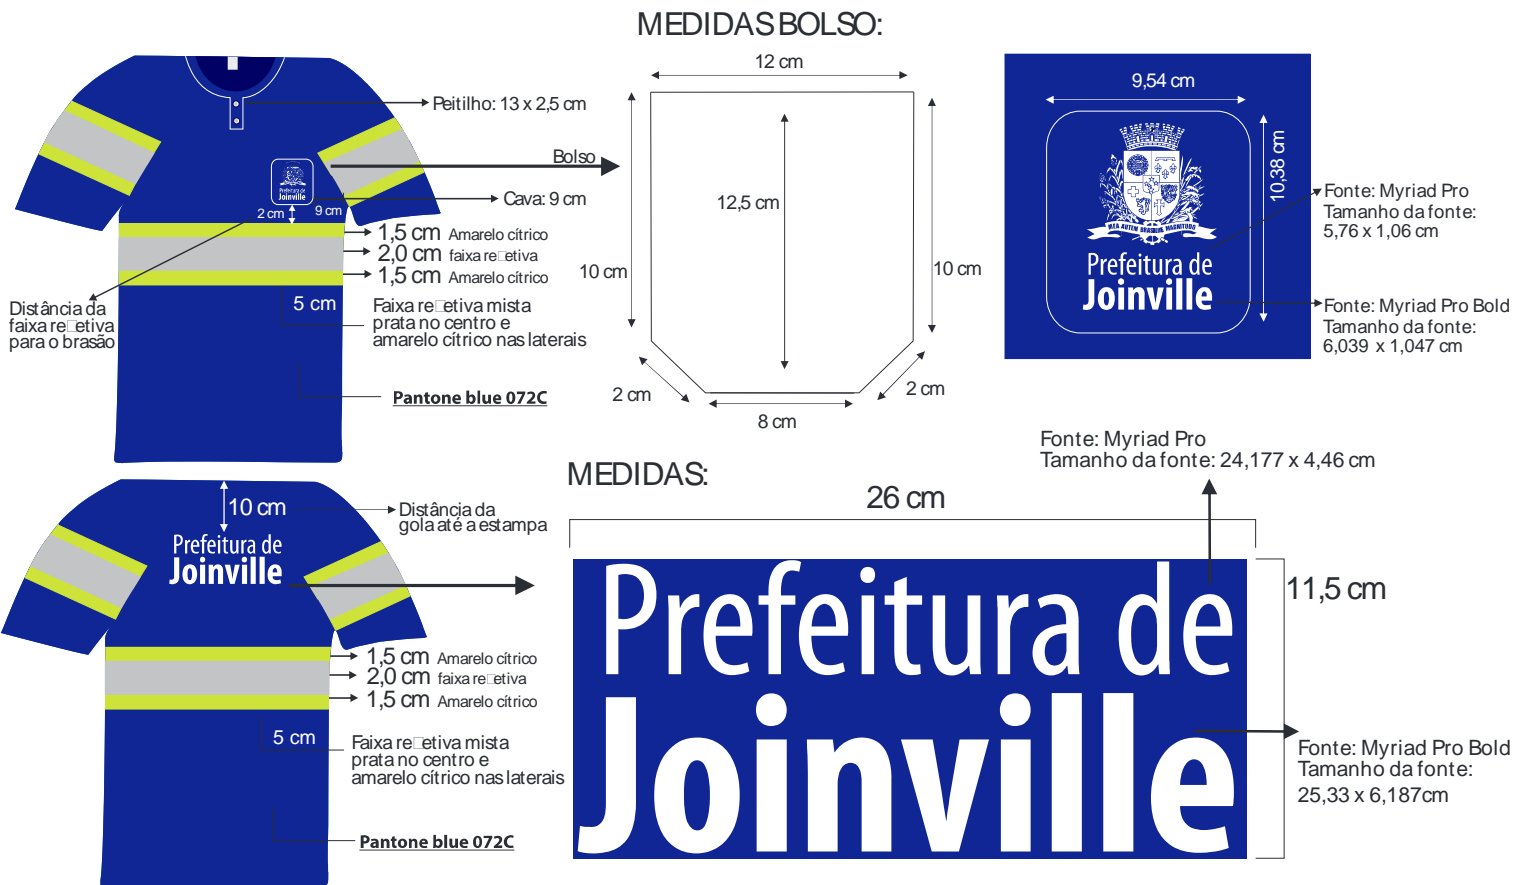 MEDIDAS BOLSO:
12 cm
10 cm
12,5 cm
10 cm
2 cm
8 cm
2 cm
Peitilho: 13 x 2,5 cm
Bolso
Cava: 9 cm
Prefeitura de
Joinville
2 cm
9 cm
1,5 cm Amarelo cítrico
2,0 cm faixa re□etiva
1,5 cm Amarelo cítrico
5 cm
Distância da
faixa re□etiva
para o brasão
Faixa re□etiva mista
prata no centro e
amarelo cítrico nas laterais
Pantone blue 072C
9,54 cm
10,38 cm
MEA AUTEM BRASILIAE MAGNITUDO
Prefeitura de
Joinville
Fonte: Myriad Pro
Tamanho da fonte:
5,76 x 1,06 cm
Fonte: Myriad Pro Bold
Tamanho da fonte:
6,039 x 1,047 cm
10 cm
Distância da
gola até a estampa
Prefeitura de
Joinville
1,5 cm Amarelo cítrico
2,0 cm faixa re□etiva
1,5 cm Amarelo cítrico
5 cm
Faixa re□etiva mista
prata no centro e
amarelo cítrico nas laterais
Pantone blue 072C
MEDIDAS:
26 cm
11,5 cm
Fonte: Myriad Pro
Tamanho da fonte: 24,177 x 4,46 cm
Prefeitura de
Joinville
Fonte: Myriad Pro Bold
Tamanho da fonte:
25,33 x 6,187cm